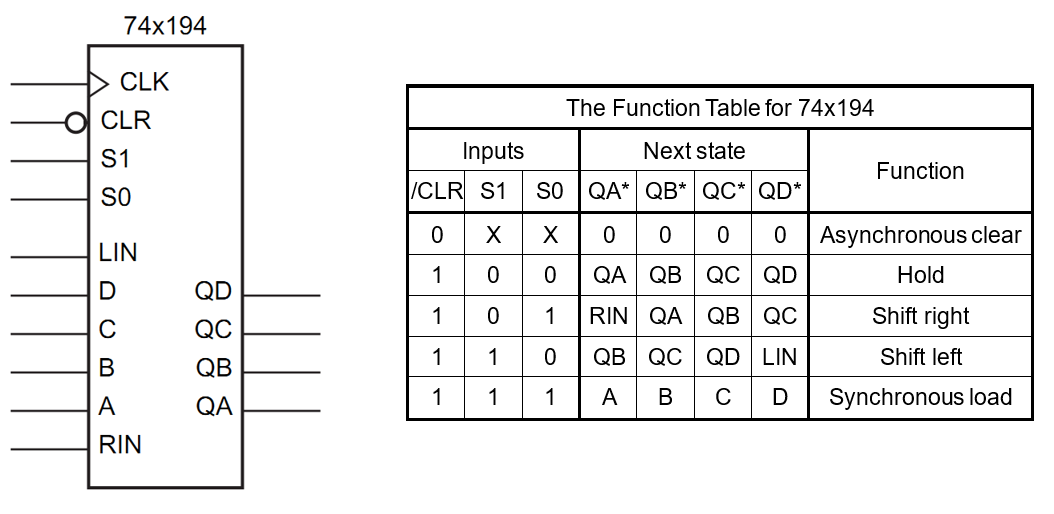 74x194
CLK
CLR
S1
S0
LIN
D QD
C QC
B QB
A QA
RIN
The Function Table for 74x194
Inputs Next state Function
/CLR S1 S0 QA* QB* QC* QD*
0 X X 0 0 0 0 Asynchronous clear
1 0 0 QA QB QC QD Hold
1 0 1 RIN QA QB QC Shift right
1 1 0 QB QC QD LIN Shift left
1 1 1 A B C D Synchronous load